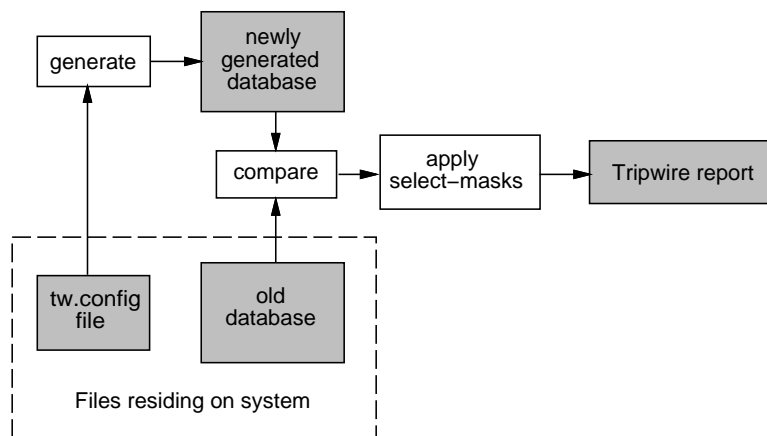 newly
generated
database
generate
compare
apply
select−masks
Tripwire report
tw.config
file
old
database
Files residing on system